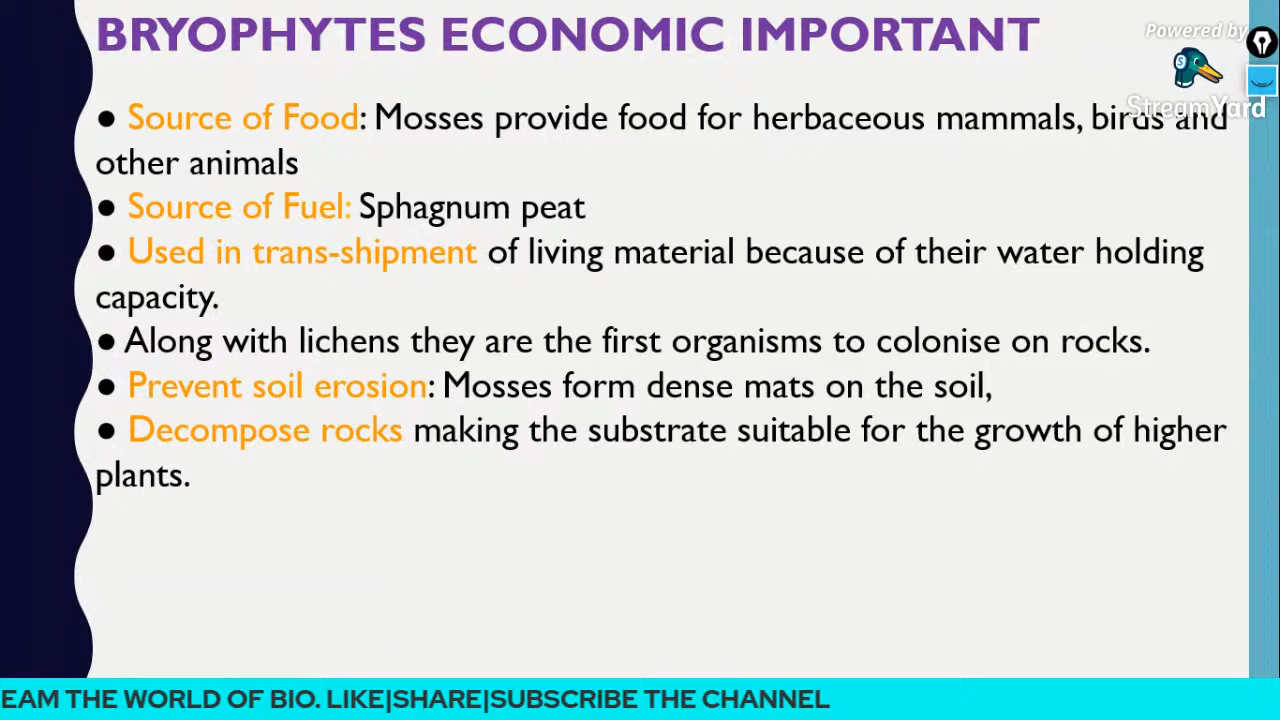 BRYOPHYTES ECONOMIC IMPORTANT
Powered by
StreamYard
● Source of Food: Mosses provide food for herbaceous mammals, birds and
other animals
● Source of Fuel: Sphagnum peat
● Used in trans-shipment of living material because of their water holding
capacity.
● Along with lichens they are the first organisms to colonise on rocks.
● Prevent soil erosion: Mosses form dense mats on the soil,
● Decompose rocks making the substrate suitable for the growth of higher
plants.
EAM THE WORLD OF BIO. LIKE|SHARE|SUBSCRIBE THE CHANNEL